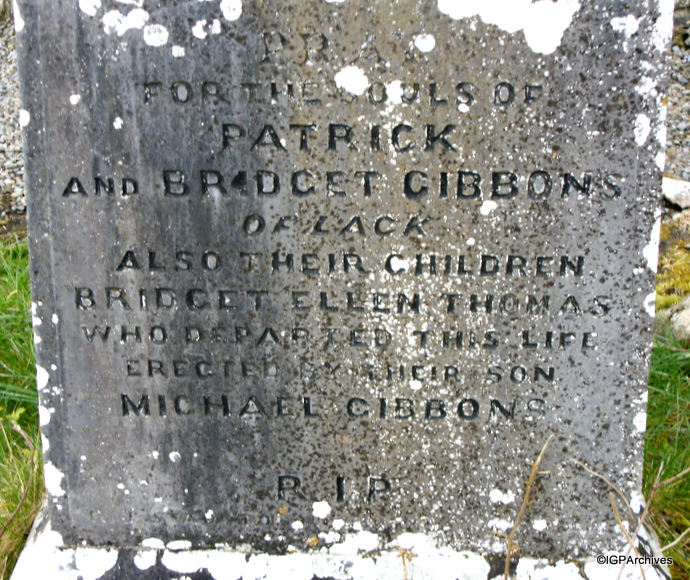 PRAY
FOR THE SOULS OF
PATRICK
AND BRIDGET GIBBONS
OF LACK
ALSO THEIR CHILDREN
BRIDGET ELLEN THOMAS
WHO DEPARTED THIS LIFE
ERECTED BY THEIR SON
MICHAEL GIBBONS
R I P
©IGPArchives